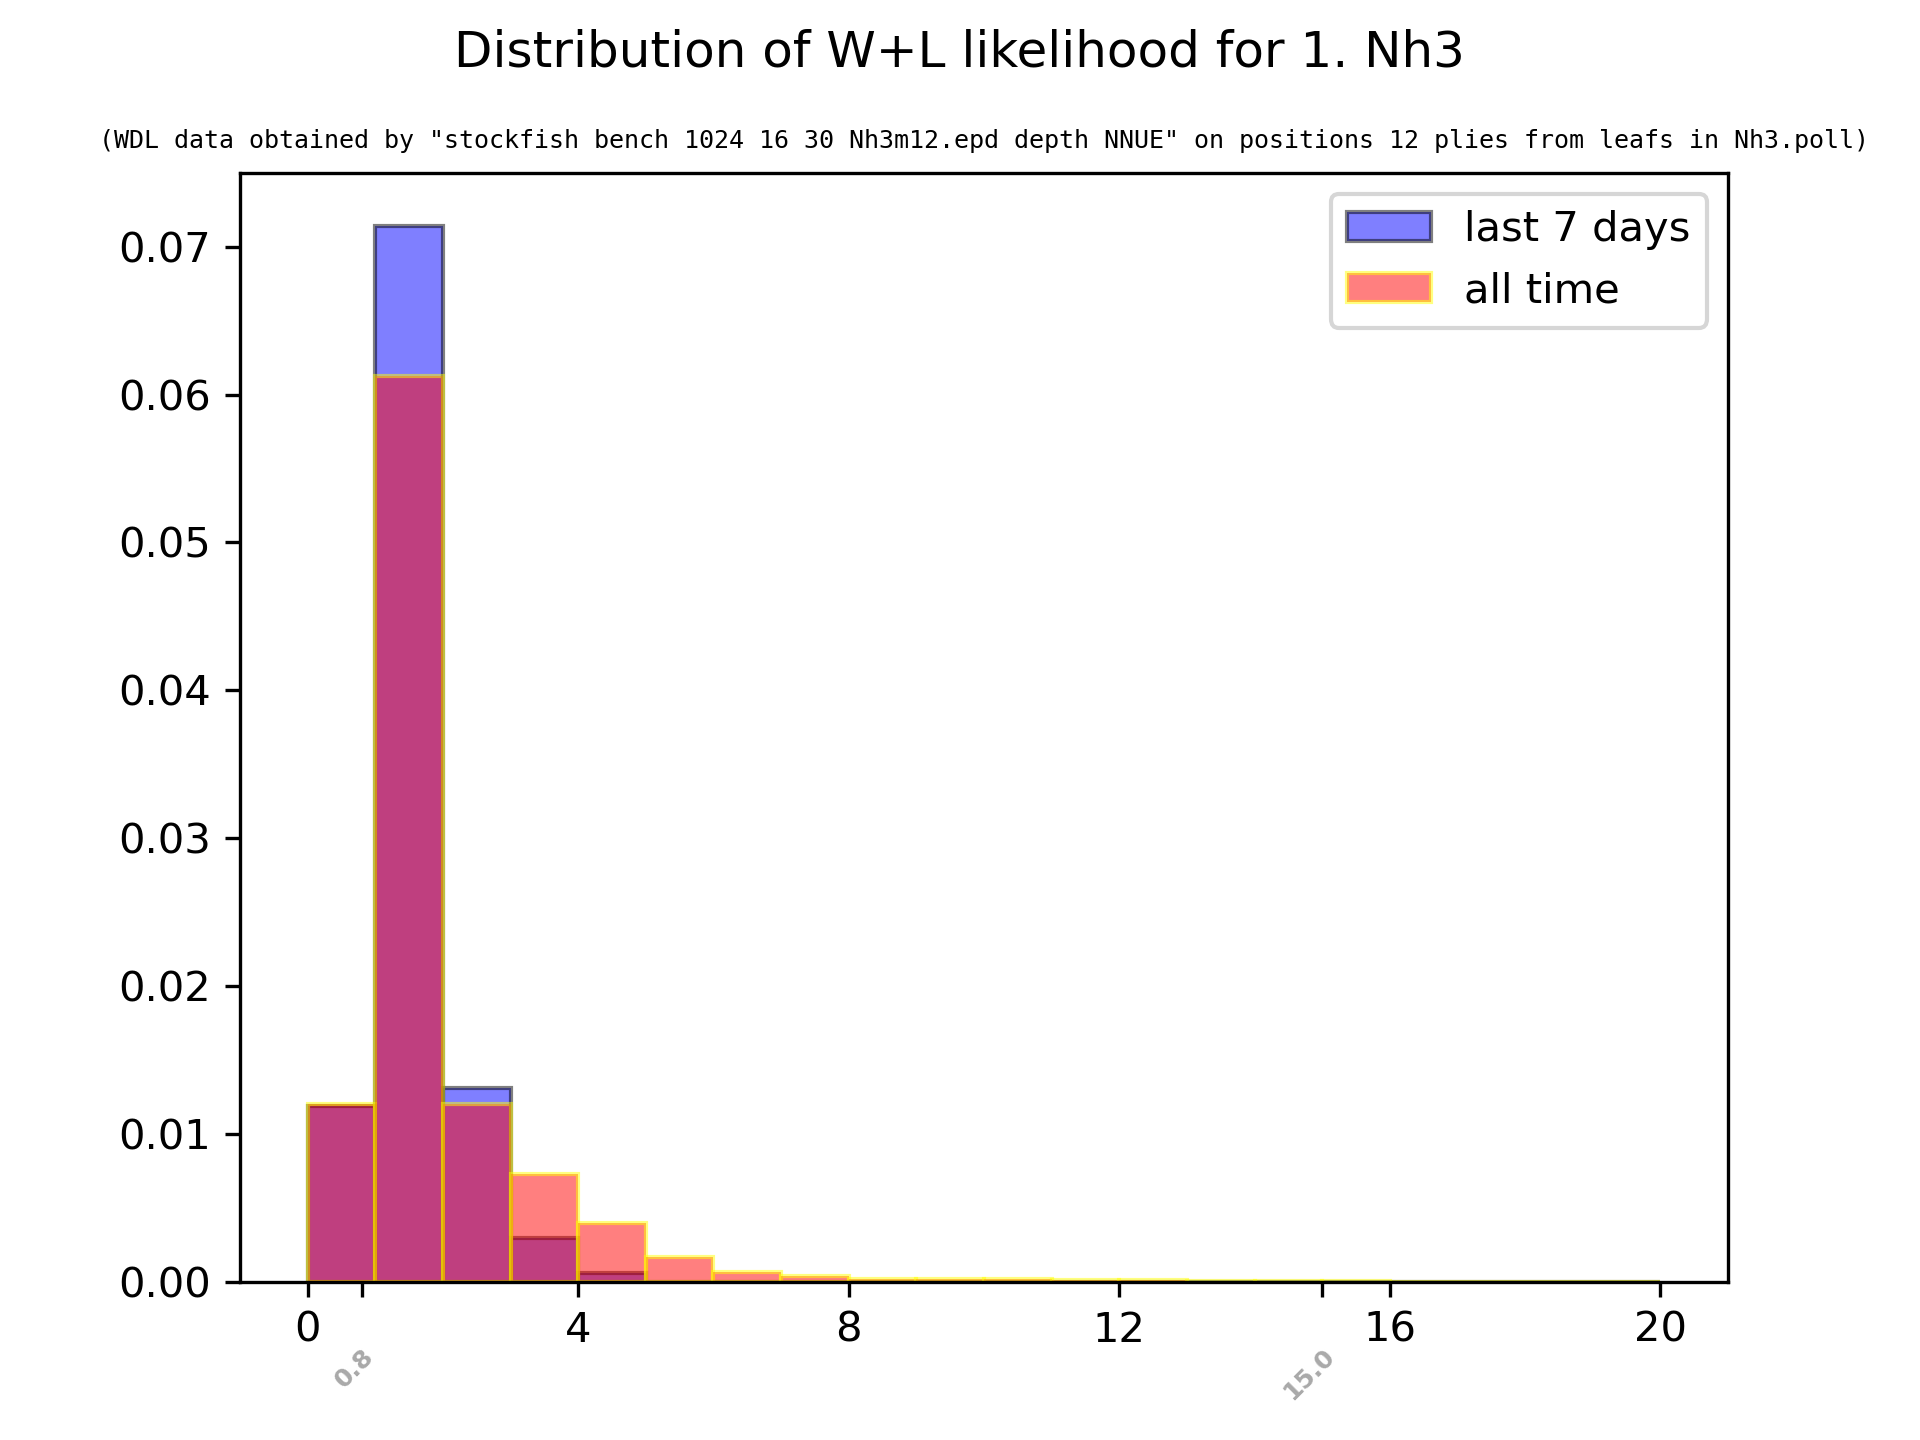 Distribution of W+L likelihood for 1. Nh3
(WDL data obtained by "stockfish bench 1024 16 30 Nh3m12.epd depth NNUE" on positions 12 plies from leafs in Nh3.poll)
last 7 days
all time
0.07
0.06
0.05
0.04
0.03
0.02
0.01
0.00
0 4 8 12 16 20
0.8 15.0